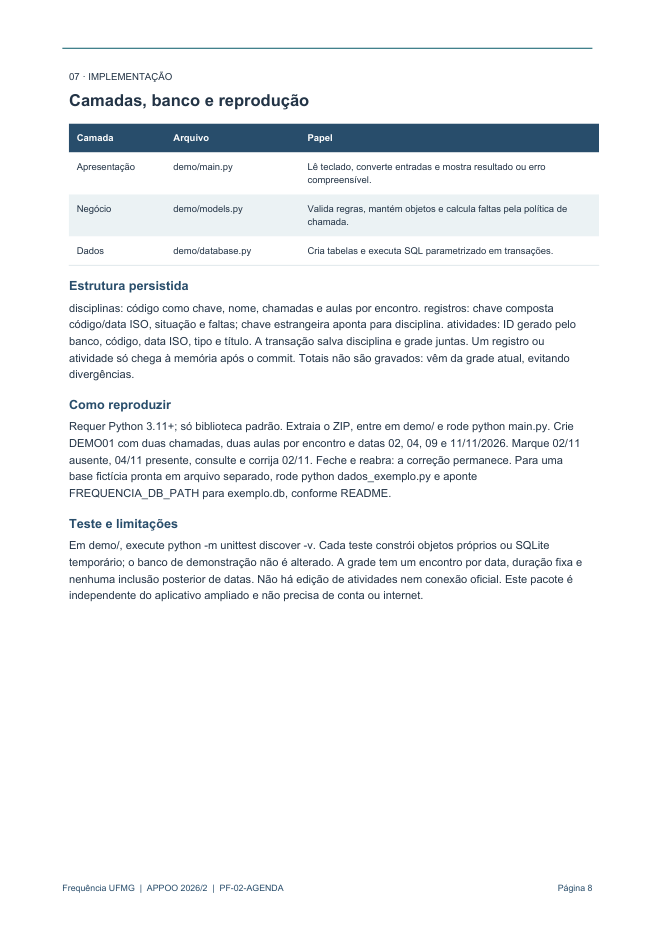 07 · IMPLEMENTAÇÃO
Camadas, banco e reprodução
Camada Arquivo Papel
Apresentação demo/main.py Lê teclado, converte entradas e mostra resultado ou erro
compreensível.
Negócio demo/models.py Valida regras, mantém objetos e calcula faltas pela política de
chamada.
Dados demo/database.py Cria tabelas e executa SQL parametrizado em transações.
Estrutura persistida
disciplinas: código como chave, nome, chamadas e aulas por encontro. registros: chave composta
código/data ISO, situação e faltas; chave estrangeira aponta para disciplina. atividades: ID gerado pelo
banco, código, data ISO, tipo e título. A transação salva disciplina e grade juntas. Um registro ou
atividade só chega à memória após o commit. Totais não são gravados: vêm da grade atual, evitando
divergências.
Como reproduzir
Requer Python 3.11+; só biblioteca padrão. Extraia o ZIP, entre em demo/ e rode python main.py. Crie
DEMO01 com duas chamadas, duas aulas por encontro e datas 02, 04, 09 e 11/11/2026. Marque 02/11
ausente, 04/11 presente, consulte e corrija 02/11. Feche e reabra: a correção permanece. Para uma
base fictícia pronta em arquivo separado, rode python dados_exemplo.py e aponte
FREQUENCIA_DB_PATH para exemplo.db, conforme README.
Teste e limitações
Em demo/, execute python -m unittest discover -v. Cada teste constrói objetos próprios ou SQLite
temporário; o banco de demonstração não é alterado. A grade tem um encontro por data, duração fixa e
nenhuma inclusão posterior de datas. Não há edição de atividades nem conexão oficial. Este pacote é
independente do aplicativo ampliado e não precisa de conta ou internet.
Frequência UFMG | APPOO 2026/2 | PF-02-AGENDA Página 8